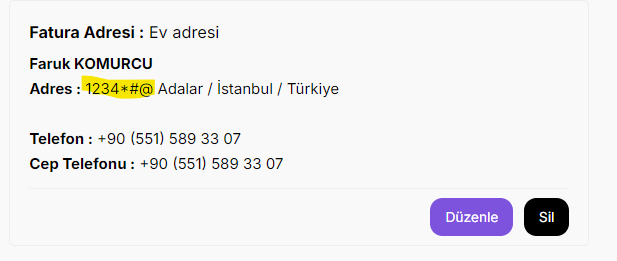 Fatura Adresi : Ev adresi
Faruk KOMURCU
Adres : 1234*#@ Adalar / İstanbul / Türkiye
Telefon : +90 (551) 589 33 07
Cep Telefonu : +90 (551) 589 33 07
Düzenle Sil